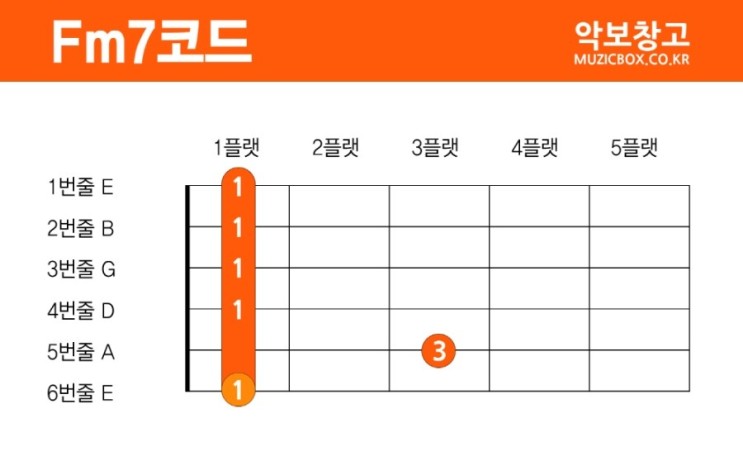 Fm7코드
악보창고
MUZICBOX.CO.KR
1플랫 2플랫 3플랫 4플랫 5플랫
1번줄 E 1
2번줄 B 1
3번줄 G 1
4번줄 D 1
5번줄 A 3
6번줄 E 1